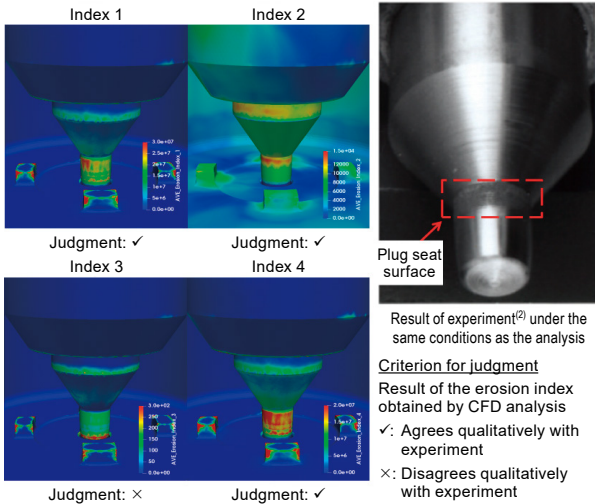 Index 1
Index 2
3.0e+07
2.5e+7
2e+7
1.5e+7
1e+7
5e+6
0.0e+00
AVE_Erosion_Index_1
1.5e+04
12000
10000
8000
6000
4000
2000
0.0e+00
AVE_Erosion_Index_2
Judgment: ✓
Judgment: ✓
Plug seat
surface
Index 3
Index 4
Result of experiment(2) under the
same conditions as the analysis
3.0e+02
250
200
150
100
50
0.0e+00
AVE_Erosion_Index_3
2.0e+07
1.5e+7
1e+7
5e+6
0.0e+00
AVE_Erosion_Index_4
Judgment: ×
Judgment: ✓
Criterion for judgment
Result of the erosion index
obtained by CFD analysis
✓: Agrees qualitatively with
experiment
×: Disagrees qualitatively
with experiment